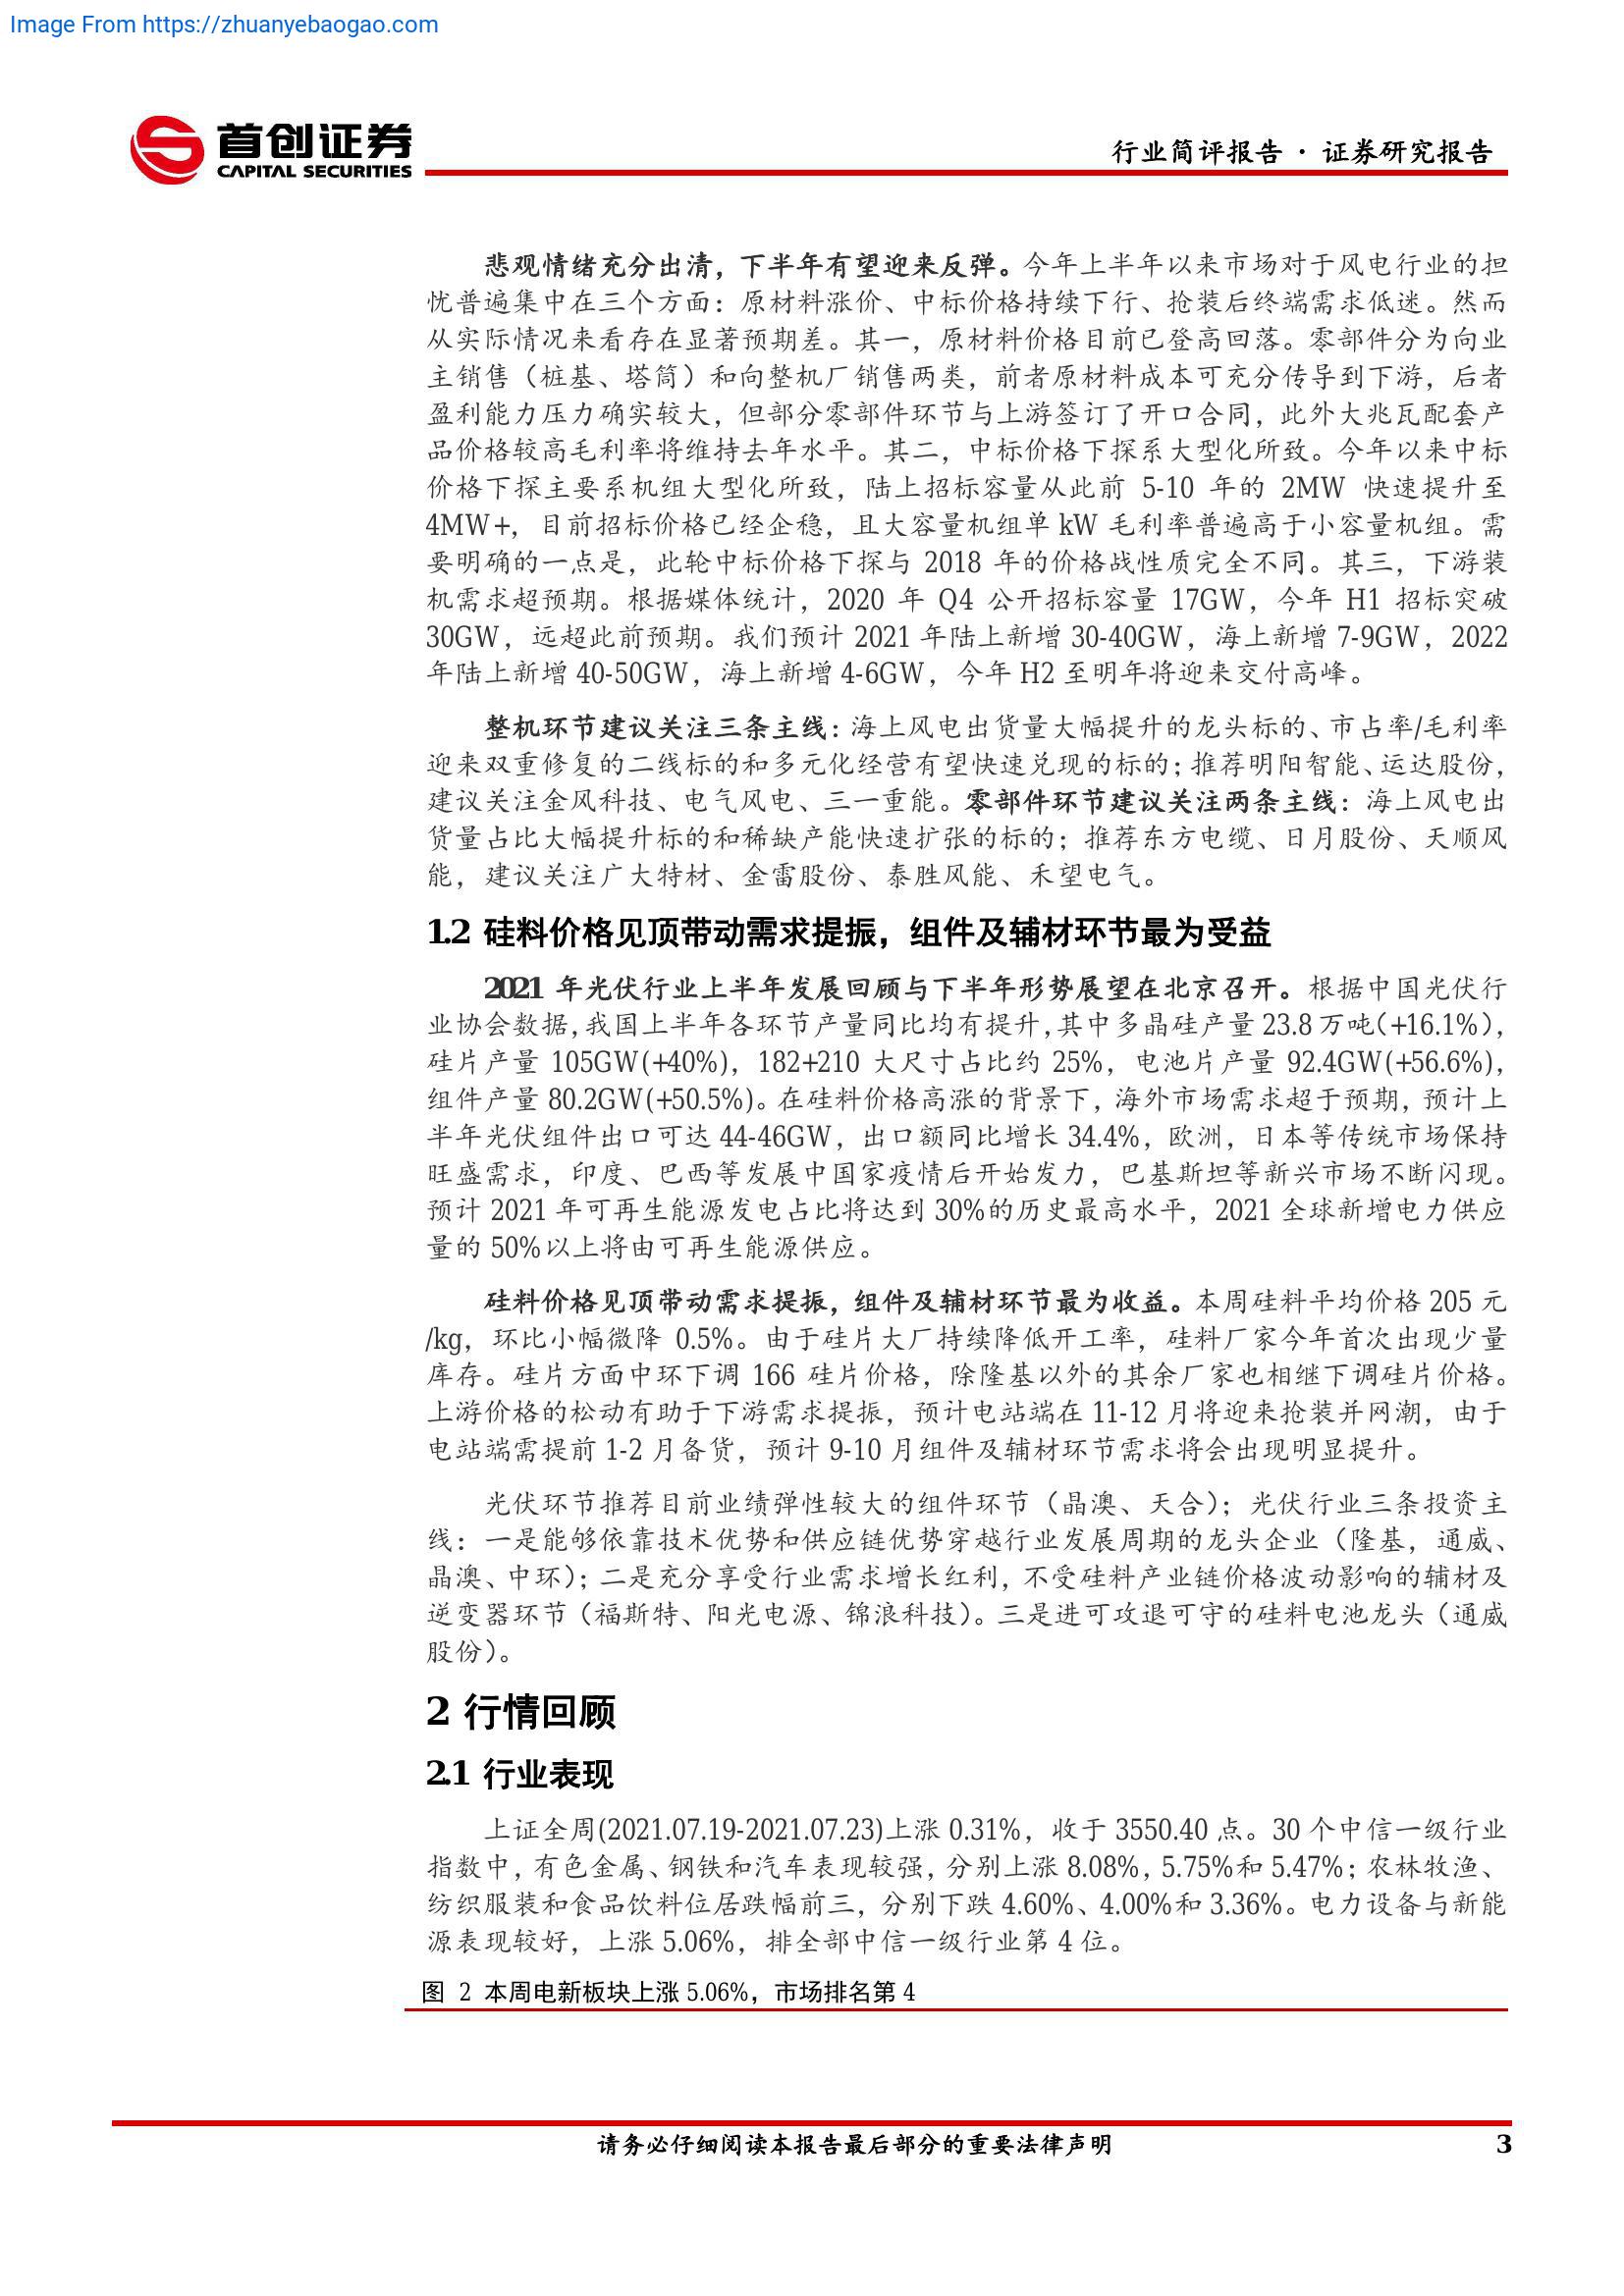 Image From https://zhuanyebaogao.com
首创证券
CAPITAL SECURITIES
行业简评报告 · 证券研究报告
悲观情绪充分出清，下半年有望迎来反弹。今年上半年以来市场对于风电行业的担
忧普遍集中在三个方面：原材料涨价、中标价格持续下行、抢装后终端需求低迷。然而
从实际情况来看存在显著预期差。其一，原材料价格目前已登高回落。零部件分为向业
主销售（桩基、塔筒）和向整机厂销售两类，前者原材料成本可充分传导到下游，后者
盈利能力压力确实较大，但部分零部件环节与上游签订了开口合同，此外大兆瓦配套产
品价格较高毛利率将维持去年水平。其二，中标价格下探系大型化所致。今年以来中标
价格下探主要系机组大型化所致，陆上招标容量从此前 5-10 年的 2MW 快速提升至
4MW+，目前招标价格已经企稳，且大容量机组单 kW 毛利率普遍高于小容量机组。需
要明确的一点是，此轮中标价格下探与 2018 年的价格战性质完全不同。其三，下游装
机需求超预期。根据媒体统计，2020 年 Q4 公开招标容量 17GW，今年 H1 招标突破
30GW，远超此前预期。我们预计 2021 年陆上新增 30-40GW，海上新增 7-9GW，2022
年陆上新增 40-50GW，海上新增 4-6GW，今年 H2 至明年将迎来交付高峰。
整机环节建议关注三条主线：海上风电出货量大幅提升的龙头标的、市占率/毛利率
迎来双重修复的二线标的和多元化经营有望快速兑现的标的；推荐明阳智能、运达股份，
建议关注金风科技、电气风电、三一重能。零部件环节建议关注两条主线：海上风电出
货量占比大幅提升标的和稀缺产能快速扩张的标的；推荐东方电缆、日月股份、天顺风
能，建议关注广大特材、金雷股份、泰胜风能、禾望电气。
1.2 硅料价格见顶带动需求提振，组件及辅材环节最为受益
2021 年光伏行业上半年发展回顾与下半年形势展望在北京召开。根据中国光伏行
业协会数据，我国上半年各环节产量同比均有提升，其中多晶硅产量 23.8 万吨（+16.1%），
硅片产量 105GW(+40%)，182+210 大尺寸占比约 25%，电池片产量 92.4GW(+56.6%)，
组件产量 80.2GW(+50.5%)。在硅料价格高涨的背景下，海外市场需求超于预期，预计上
半年光伏组件出口可达 44-46GW，出口额同比增长 34.4%，欧洲，日本等传统市场保持
旺盛需求，印度、巴西等发展中国家疫情后开始发力，巴基斯坦等新兴市场不断闪现。
预计 2021 年可再生能源发电占比将达到 30%的历史最高水平，2021 全球新增电力供应
量的 50%以上将由可再生能源供应。
硅料价格见顶带动需求提振，组件及辅材环节最为收益。本周硅料平均价格 205 元
/kg，环比小幅微降 0.5%。由于硅片大厂持续降低开工率，硅料厂家今年首次出现少量
库存。硅片方面中环下调 166 硅片价格，除隆基以外的其余厂家也相继下调硅片价格。
上游价格的松动有助于下游需求提振，预计电站端在 11-12 月将迎来抢装并网潮，由于
电站端需提前 1-2 月备货，预计 9-10 月组件及辅材环节需求将会出现明显提升。
光伏环节推荐目前业绩弹性较大的组件环节（晶澳、天合）；光伏行业三条投资主
线：一是能够依靠技术优势和供应链优势穿越行业发展周期的龙头企业（隆基，通威、
晶澳、中环）；二是充分享受行业需求增长红利，不受硅料产业链价格波动影响的辅材及
逆变器环节（福斯特、阳光电源、锦浪科技）。三是进可攻退可守的硅料电池龙头（通威
股份）。
2 行情回顾
2.1 行业表现
上证全周(2021.07.19-2021.07.23)上涨 0.31%，收于 3550.40 点。30 个中信一级行业
指数中，有色金属、钢铁和汽车表现较强，分别上涨 8.08%，5.75%和 5.47%；农林牧渔、
纺织服装和食品饮料位居跌幅前三，分别下跌 4.60%、4.00%和 3.36%。电力设备与新能
源表现较好，上涨 5.06%，排全部中信一级行业第 4 位。
图 2 本周电新板块上涨 5.06%，市场排名第 4
请务必仔细阅读本报告最后部分的重要法律声明
3